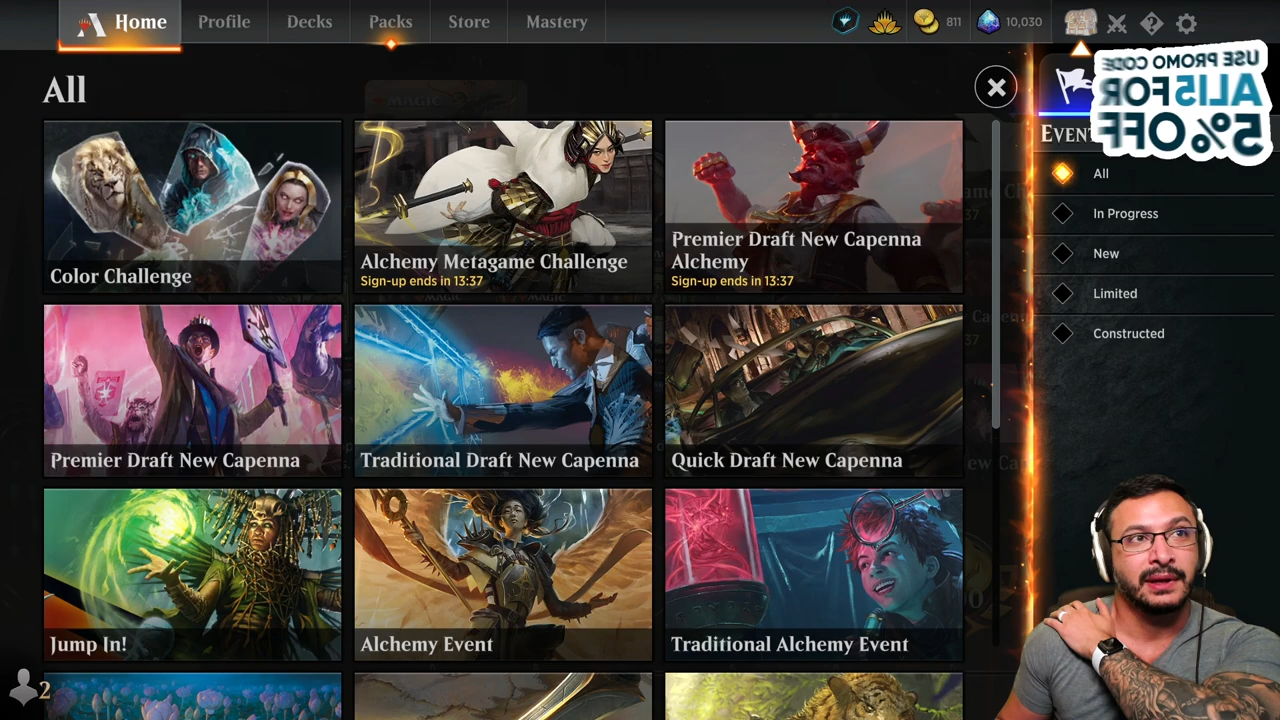 Home
Profile
Decks
Packs
Store
Mastery
811
10,030
USE PROMO CODE
ALISFOR
5% OFF
All
EVENT
All
In Progress
New
Limited
Constructed
Color Challenge
Alchemy Metagame Challenge
Sign-up ends in 13:37
Premier Draft New Capenna
Alchemy
Sign-up ends in 13:37
Premier Draft New Capenna
Traditional Draft New Capenna
Quick Draft New Capenna
Jump In!
Alchemy Event
Traditional Alchemy Event
2